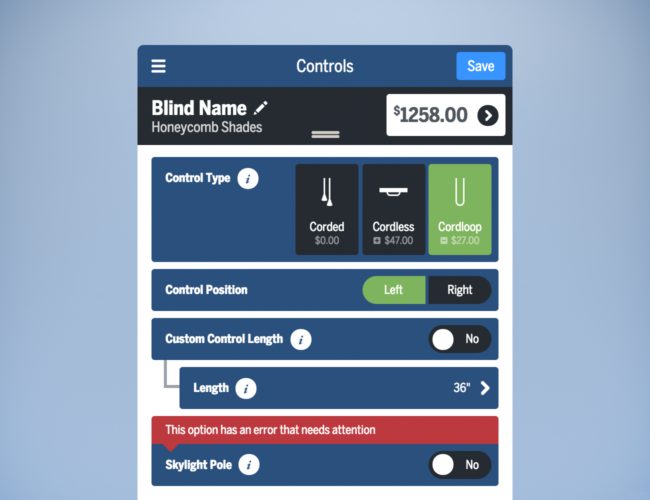 Controls
Save
Blind Name
Honeycomb Shades
$1258.00
Control Type i
Corded
$0.00
Cordless
$47.00
Cordloop
$27.00
Control Position
Left
Right
Custom Control Length i
No
Length i
36"
This option has an error that needs attention
Skylight Pole i
No